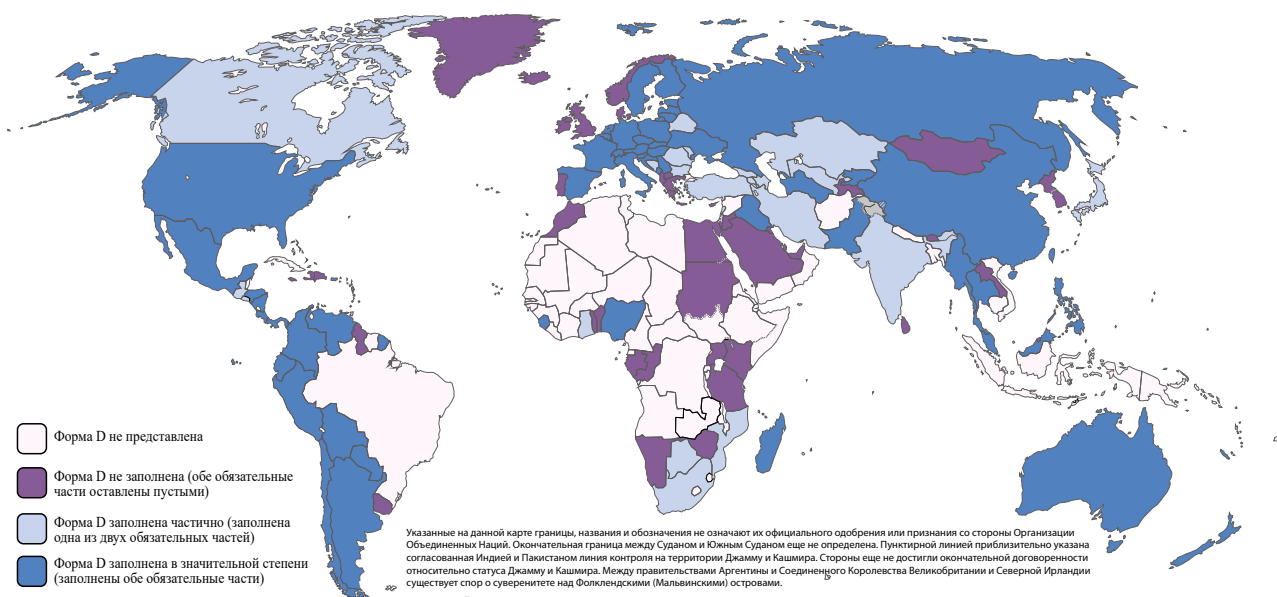 Форма D не представлена
Форма D не заполнена (обе обязательные
части оставлены пустыми)
Форма D заполнена частично (заполнена
одна из двух обязательных частей)
Форма D заполнена в значительной степени
(заполнены обе обязательные части)
Указанные на данной карте границы, названия и обозначения не означают их официального одобрения или признания со стороны Организации
Объединенных Наций. Окончательная граница между Суданом и Южным Суданом еще не определена. Пунктирной линией приблизительно указана
согласованная Индией и Пакистаном линия контроля на территории Джамму и Кашмира. Стороны еще не достигли окончательной договоренности
относительно статуса Джамму и Кашмира. Между правительствами Аргентины и Соединенного Королевства Великобритании и Северной Ирландии
существует спор о суверенитете над Фолклендскими (Мальвинскими) островами.